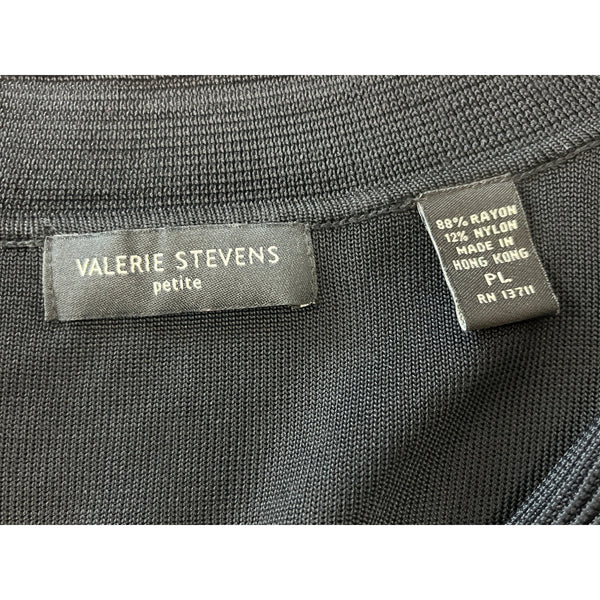 VALERIE STEVENS
petite
88% RAYON
12% NYLON
MADE IN
HONG KONG
PL
RN 13711